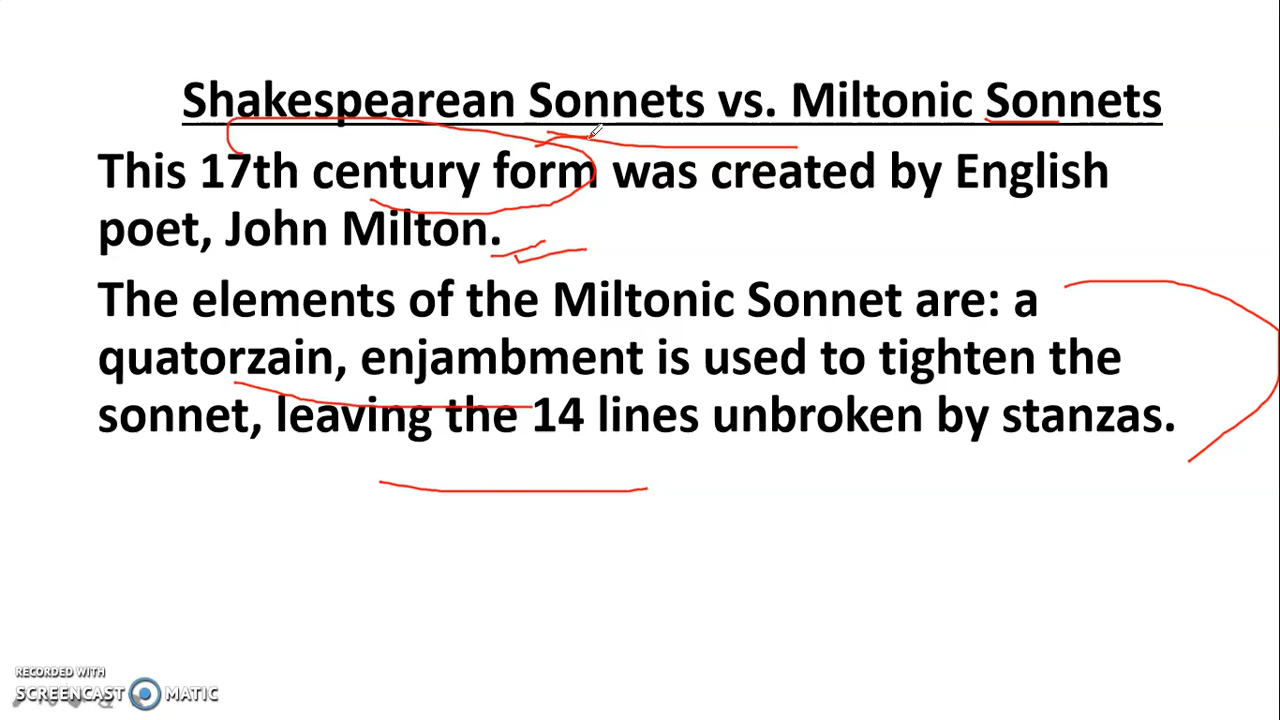 Shakespearean Sonnets vs. Miltonic Sonnets
This 17th century form was created by English
poet, John Milton.
The elements of the Miltonic Sonnet are: a
quatorzain, enjambment is used to tighten the
sonnet, leaving the 14 lines unbroken by stanzas.
RECORDED WITH
SCREENCAST MATIC